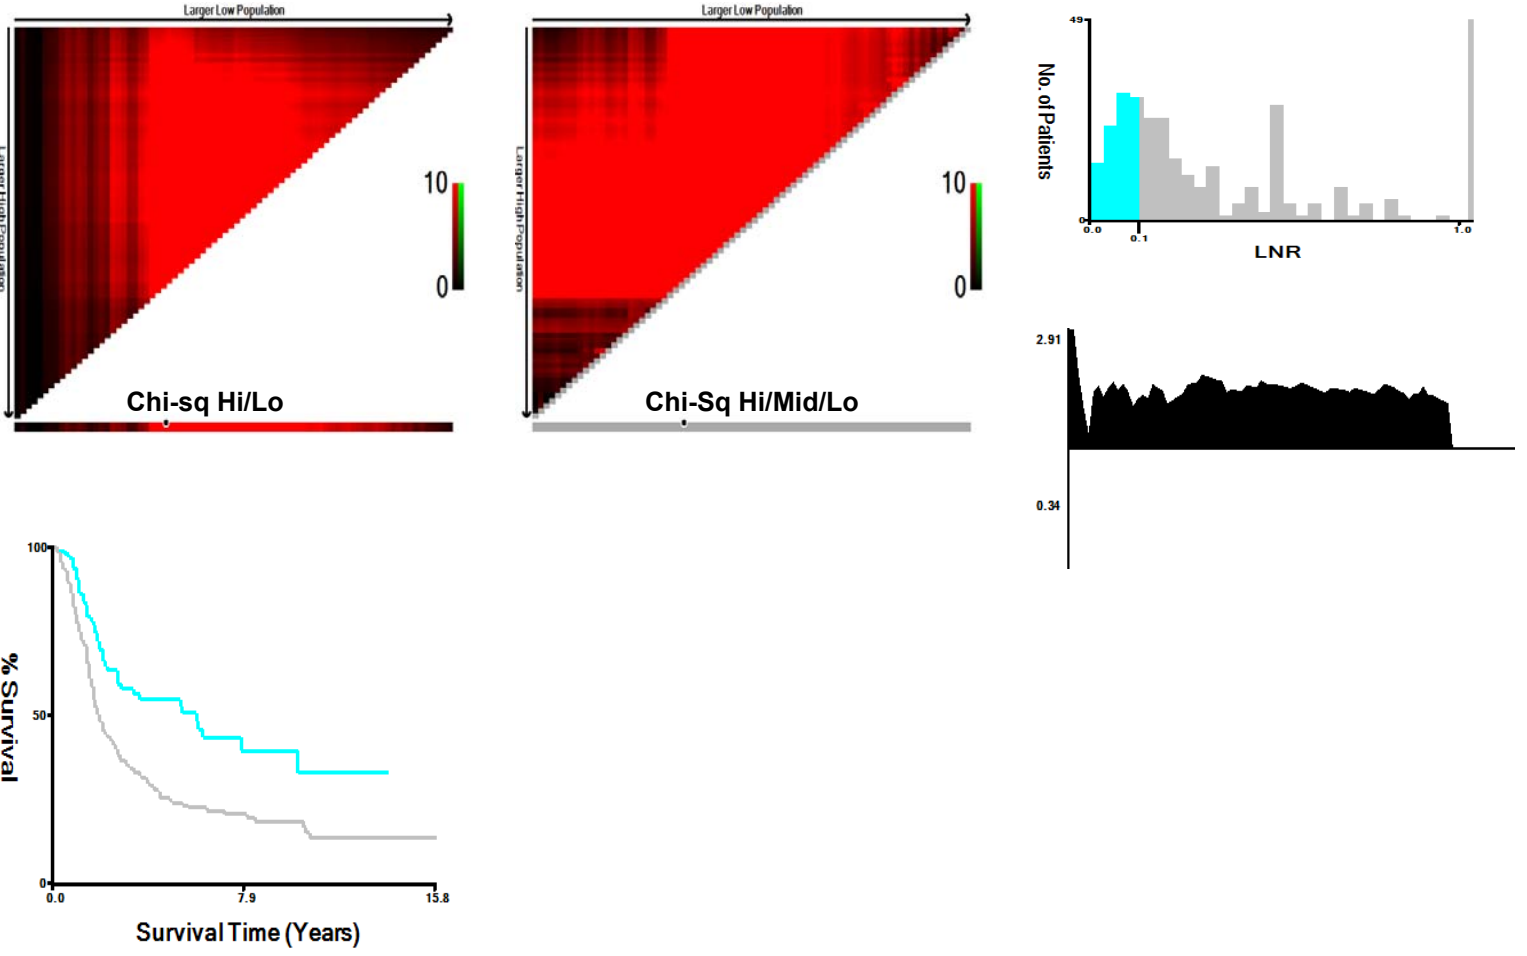 Larger Low Population
Larger High Population
10
0
Chi-sq Hi/Lo
Larger Low Population
Larger High Population
10
0
Chi-Sq Hi/Mid/Lo
49
No. of Patients
0
0.0
0.1
1.0
LNR
2.91
0.34
100
% Survival
50
0
0.0
7.9
15.8
Survival Time (Years)